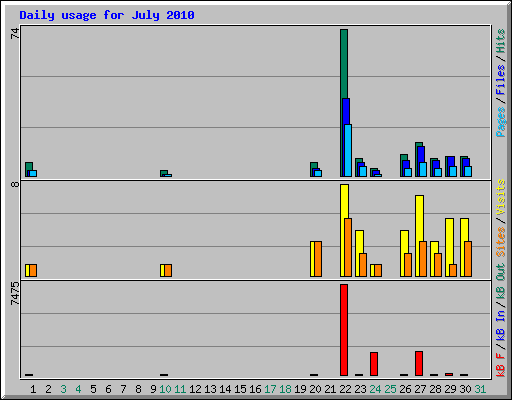 Daily usage for July 2010
74
Pages / Files / Hits
8
Sites / Visits
7475
kB F / kB In / kB Out
1 2 3 4 5 6 7 8 9 10 11 12 13 14 15 16 17 18 19 20 21 22 23 24 25 26 27 28 29 30 31